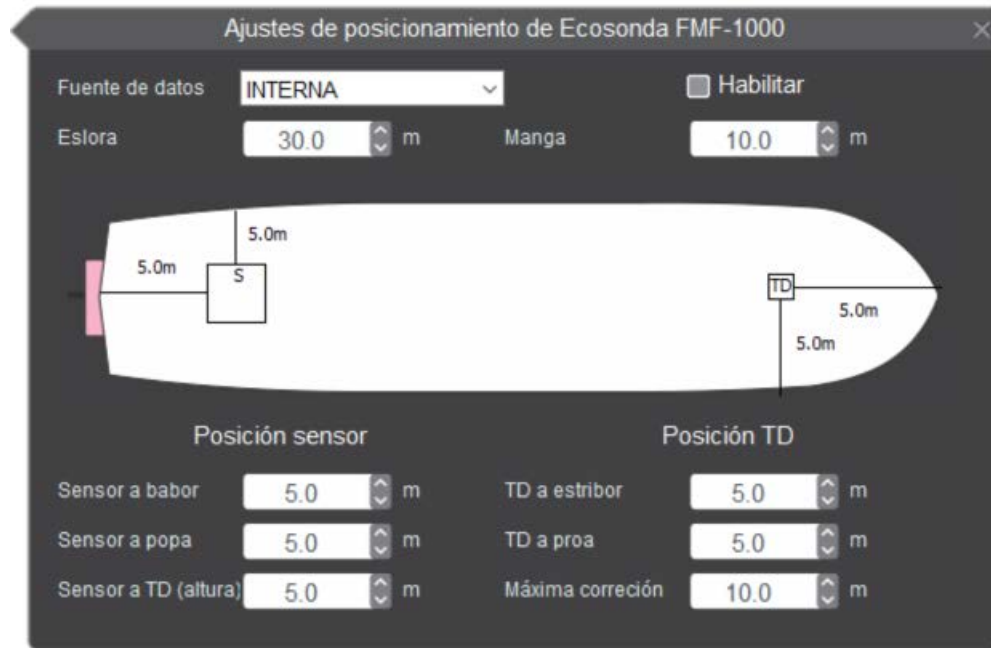 Ajustes de posicionamiento de Ecosonda FMF-1000
Fuente de datos INTERNA Habilitar
Eslora 30.0 m Manga 10.0 m
5.0m
5.0m
S
TD
5.0m
5.0m
Posición sensor Posición TD
Sensor a babor 5.0 m TD a estribor 5.0 m
Sensor a popa 5.0 m TD a proa 5.0 m
Sensor a TD (altura) 5.0 m Máxima correción 10.0 m